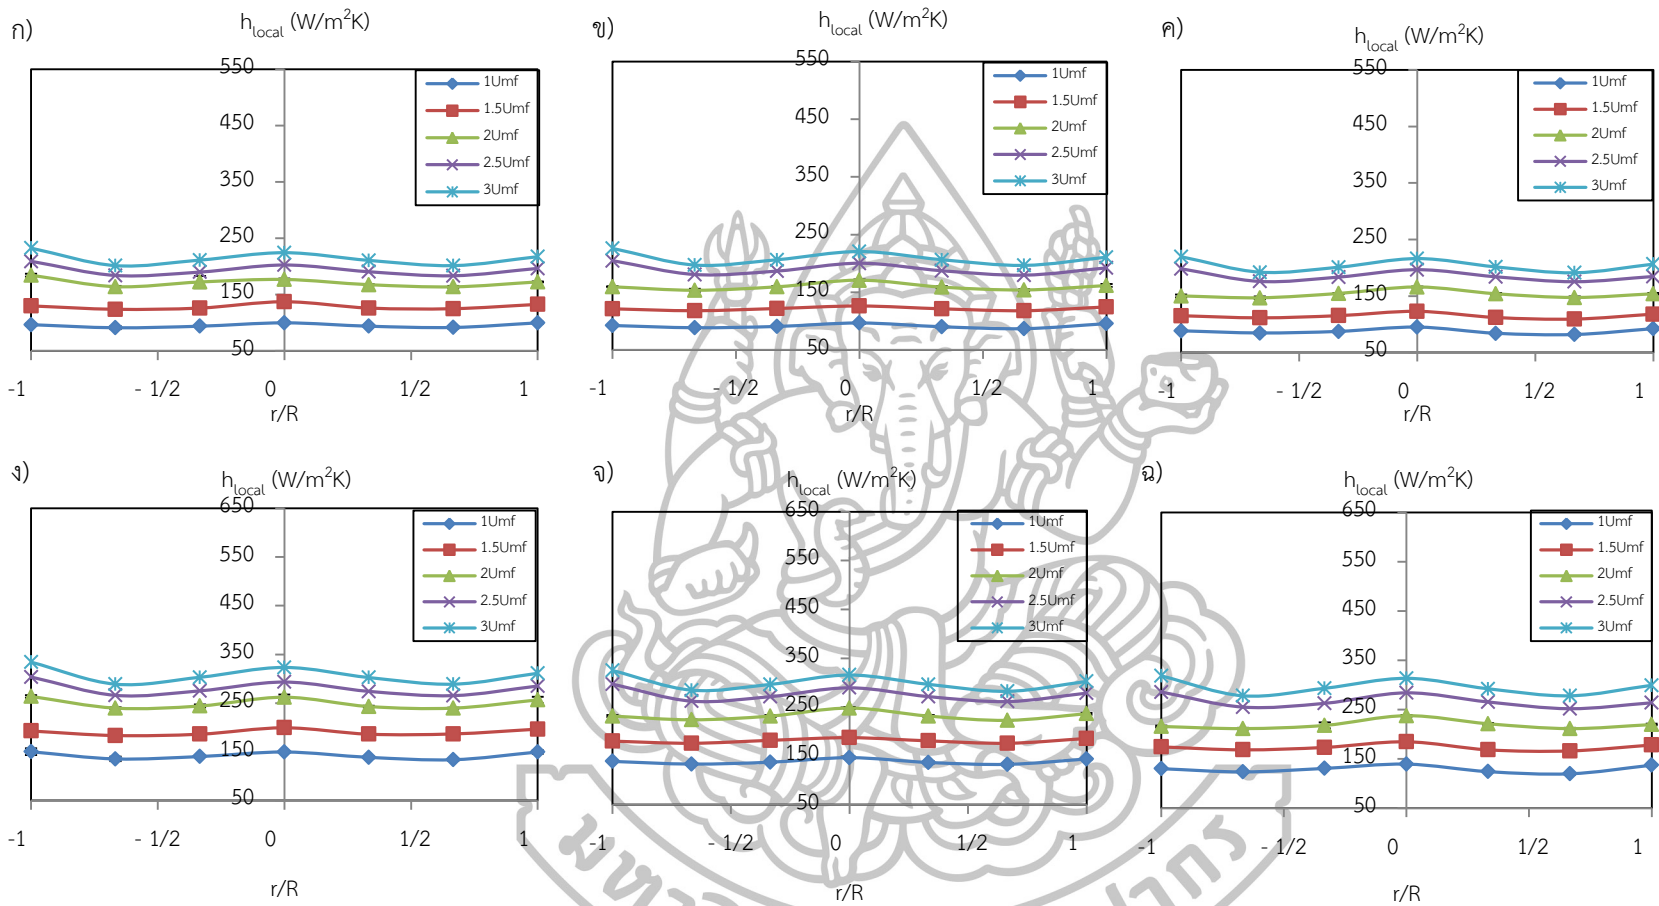 ก)
h_local (W/m²K)
550
450
350
250
150
50
1Umf
1.5Umf
2Umf
2.5Umf
3Umf
-1 - 1/2 0 1/2 1
r/R
ข)
h_local (W/m²K)
550
450
350
250
150
50
1Umf
1.5Umf
2Umf
2.5Umf
3Umf
-1 - 1/2 0 1/2 1
r/R
ค)
h_local (W/m²K)
550
450
350
250
150
50
1Umf
1.5Umf
2Umf
2.5Umf
3Umf
-1 - 1/2 0 1/2 1
r/R
ง)
h_local (W/m²K)
650
550
450
350
250
150
50
1Umf
1.5Umf
2Umf
2.5Umf
3Umf
-1 - 1/2 0 1/2 1
r/R
จ)
h_local (W/m²K)
650
550
450
350
250
150
50
1Umf
1.5Umf
2Umf
2.5Umf
3Umf
-1 - 1/2 0 1/2 1
r/R
ฉ)
h_local (W/m²K)
650
550
450
350
250
150
50
1Umf
1.5Umf
2Umf
2.5Umf
3Umf
-1 - 1/2 0 1/2 1
r/R